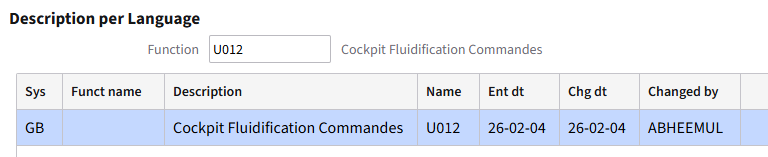 Description per Language
Function U012 Cockpit Fluidification Commandes
Sys Funct name Description Name Ent dt Chg dt Changed by
GB Cockpit Fluidification Commandes U012 26-02-04 26-02-04 ABHEEMUL